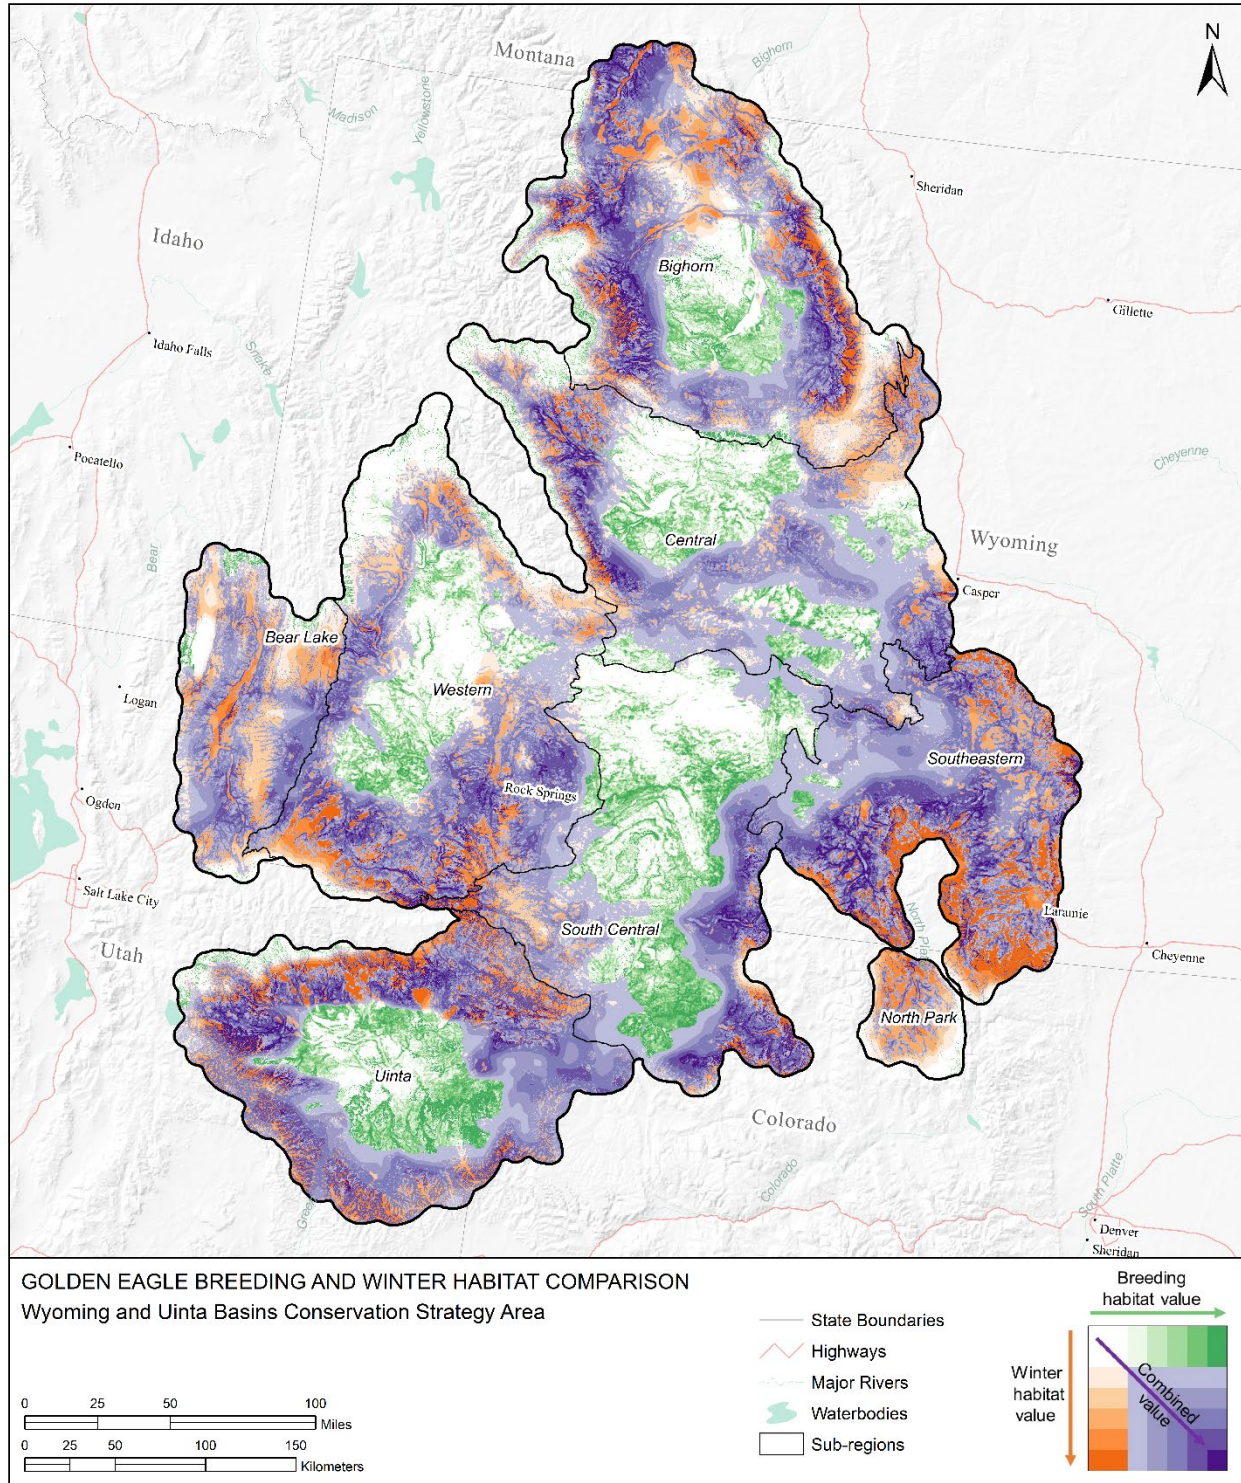 Montana
Bighorn
N
Madison
Yellowstone
Sheridan
Idaho
Bighorn
Gillette
Idaho Falls
Snake
Pocatello
Cheyenne
Central
Wyoming
Bear
Casper
Bear Lake
Western
Logan
Southeastern
Rock Springs
Ogden
Salt Lake City
South Central
Laramie
North Pla
Utah
Cheyenne
North Park
Uinta
Colorado
Colorado
South Platte
Green
Denver
Sheridan
GOLDEN EAGLE BREEDING AND WINTER HABITAT COMPARISON
Wyoming and Uinta Basins Conservation Strategy Area
0 25 50 100
Miles
0 25 50 100 150
Kilometers
State Boundaries
Highways
Major Rivers
Waterbodies
Sub-regions
Breeding
habitat value
Winter
habitat
value
Combined
value